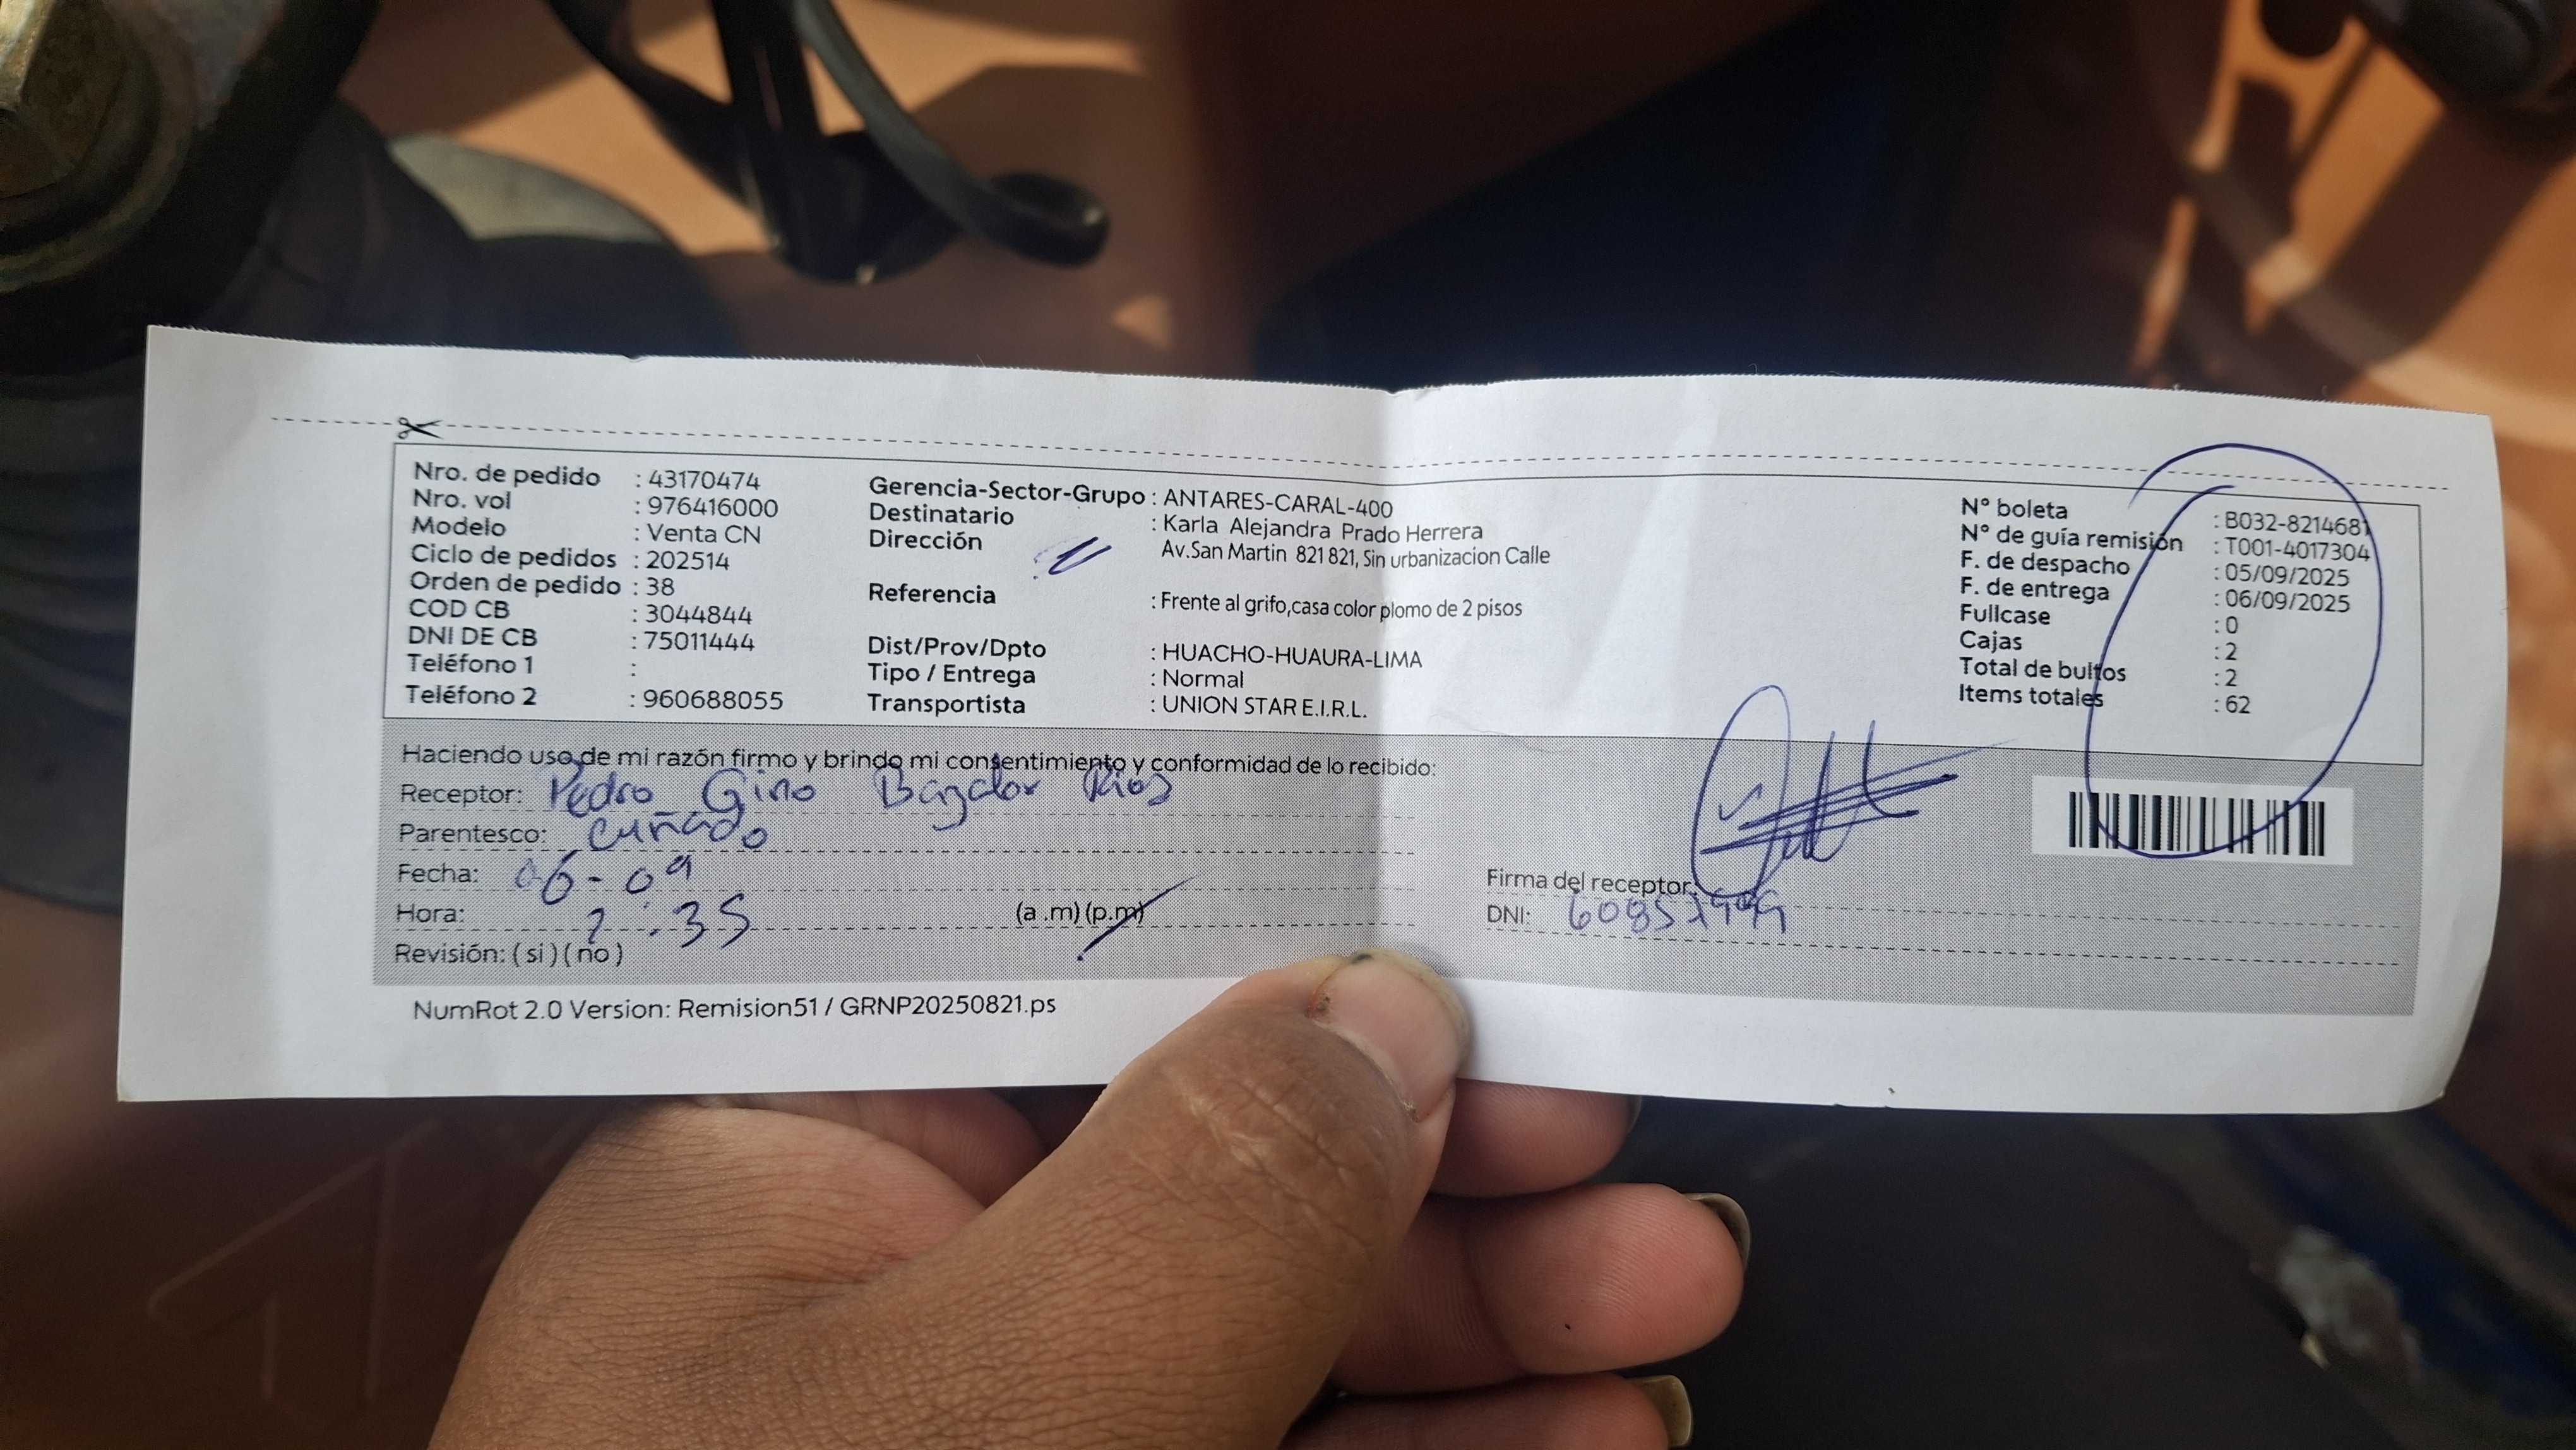 Nro. de pedido : 43170474
Nro. vol : 976416000
Modelo : Venta CN
Ciclo de pedidos : 202514
Orden de pedido : 38
COD CB : 3044844
DNI DE CB : 75011444
Teléfono 1 :
Teléfono 2 : 960688055
Gerencia-Sector-Grupo : ANTARES-CARAL-400
Destinatario : Karla Alejandra Prado Herrera
Dirección Av.San Martin 821 821, Sin urbanizacion Calle
Referencia : Frente al grifo,casa color plomo de 2 pisos
Dist/Prov/Dpto : HUACHO-HUAURA-LIMA
Tipo / Entrega : Normal
Transportista : UNION STAR E.I.R.L.
N° boleta : B032-8214681
N° de guía remisión : T001-4017304
F. de despacho : 05/09/2025
F. de entrega : 06/09/2025
Fullcase : 0
Cajas : 2
Total de bultos : 2
Items totales : 62
Haciendo uso de mi razón firmo y brindo mi consentimiento y conformidad de lo recibido:
Receptor: Pedro Gino Bazalar Rios
Parentesco: Cuñado
Fecha: 06-09
Hora: 2:35 (a .m) (p.m)
Revisión: ( si ) ( no )
Firma del receptor:
DNI:
NumRot 2.0 Version: Remision51 / GRNP20250821.ps